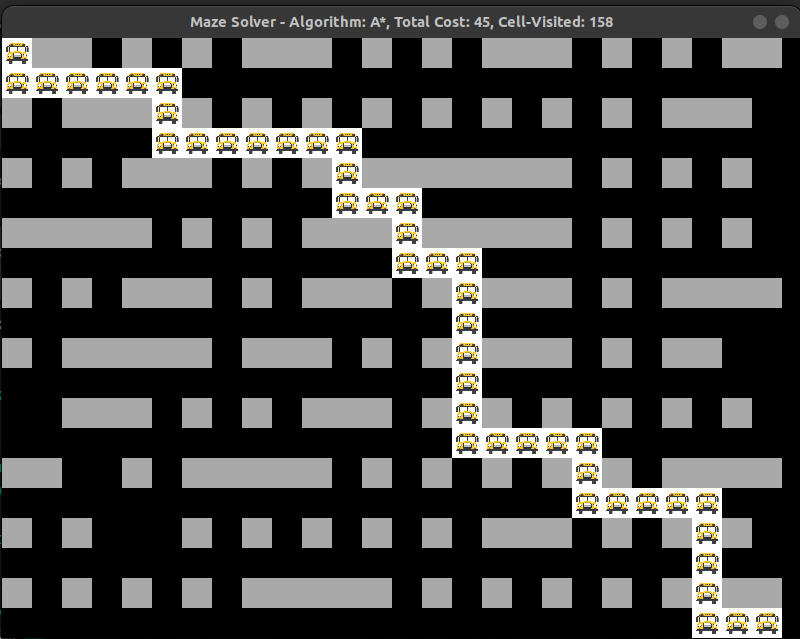 Maze Solver - Algorithm: A*, Total Cost: 45, Cell-Visited: 158